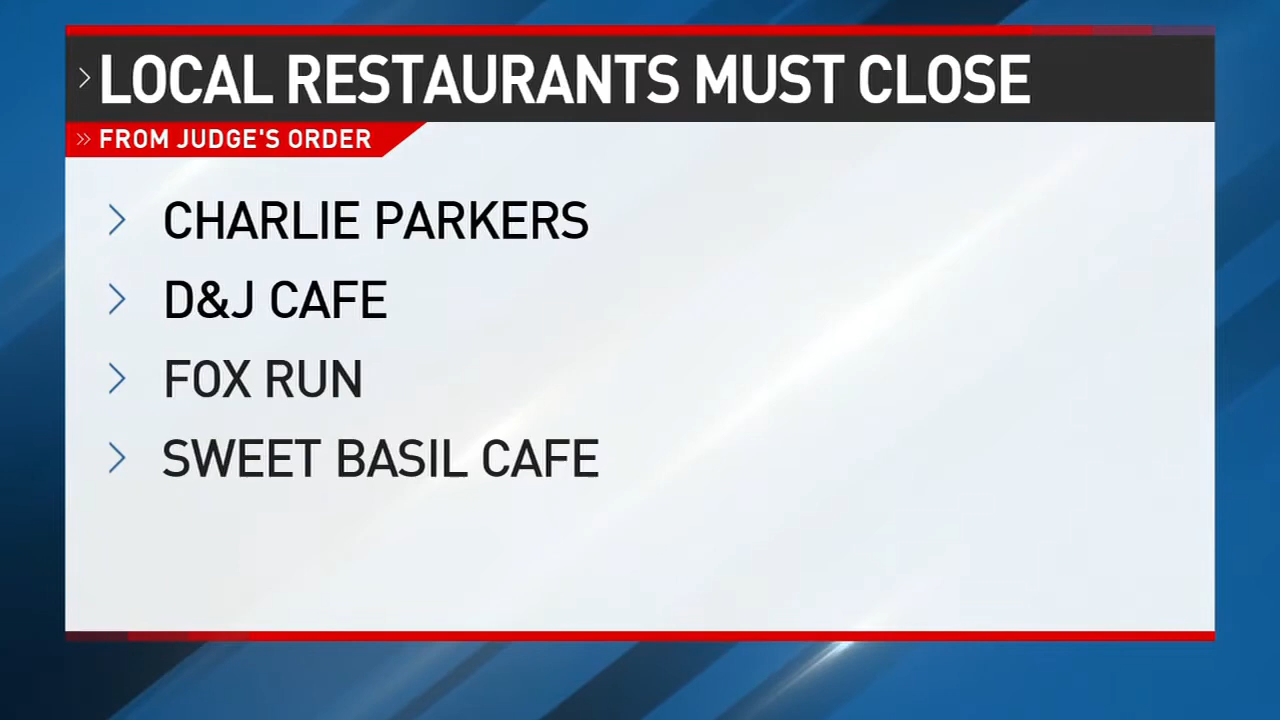 LOCAL RESTAURANTS MUST CLOSE
FROM JUDGE'S ORDER
CHARLIE PARKERS
D&J CAFE
FOX RUN
SWEET BASIL CAFE